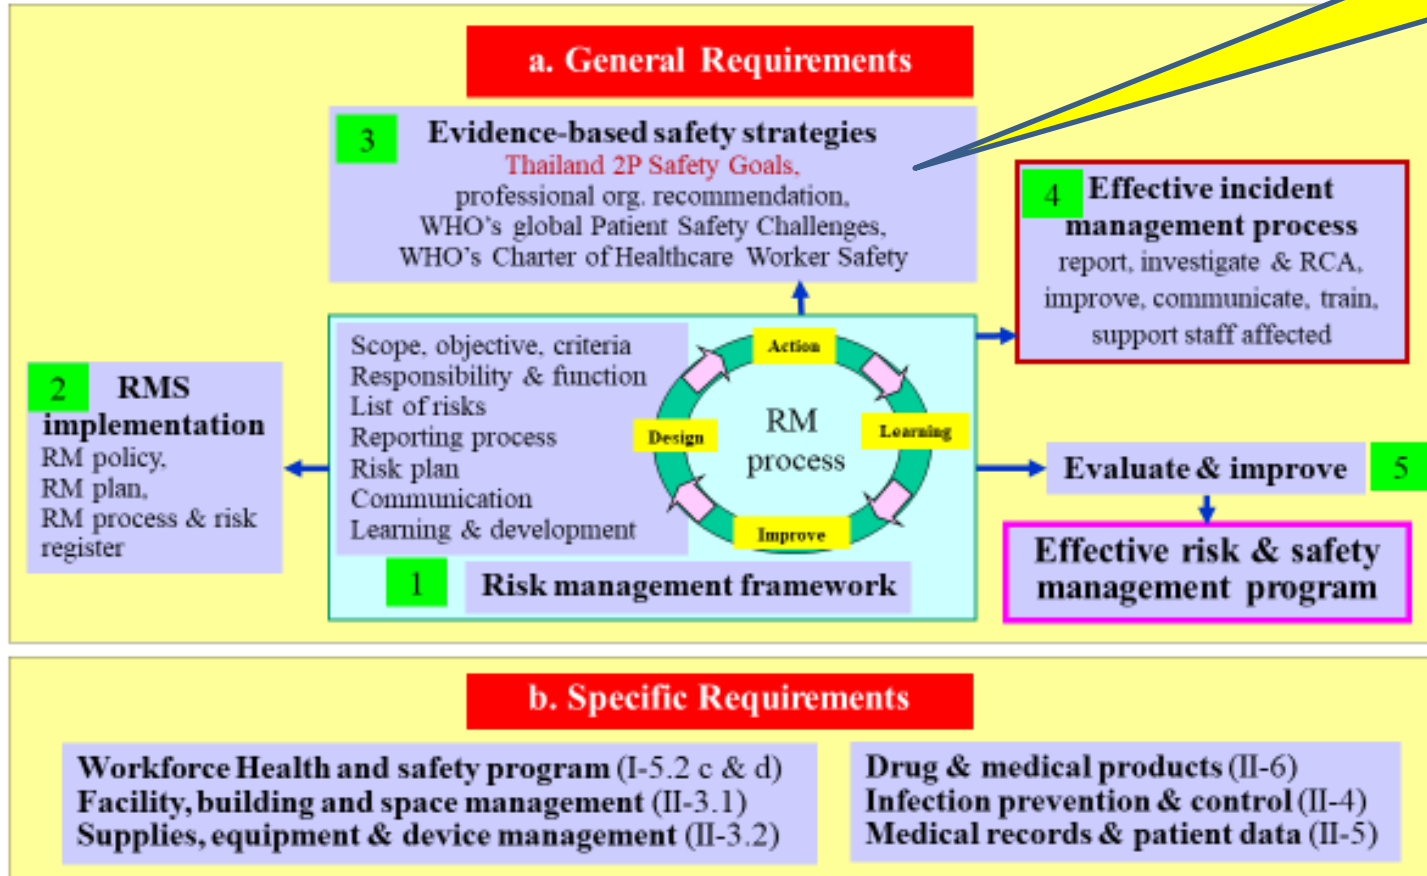 a. General Requirements
3
Evidence-based safety strategies
Thailand 2P Safety Goals,
professional org. recommendation,
WHO's global Patient Safety Challenges,
WHO's Charter of Healthcare Worker Safety
4
Effective incident
management process
report, investigate & RCA,
improve, communicate, train,
support staff affected
2
RMS
implementation
RM policy,
RM plan,
RM process & risk
register
Scope, objective, criteria
Responsibility & function
List of risks
Reporting process
Risk plan
Communication
Learning & development
Action
Design
RM
process
Learning
Improve
1
Risk management framework
Evaluate & improve
5
Effective risk & safety
management program
b. Specific Requirements
Workforce Health and safety program (I-5.2 c & d)
Facility, building and space management (II-3.1)
Supplies, equipment & device management (II-3.2)
Drug & medical products (II-6)
Infection prevention & control (II-4)
Medical records & patient data (II-5)